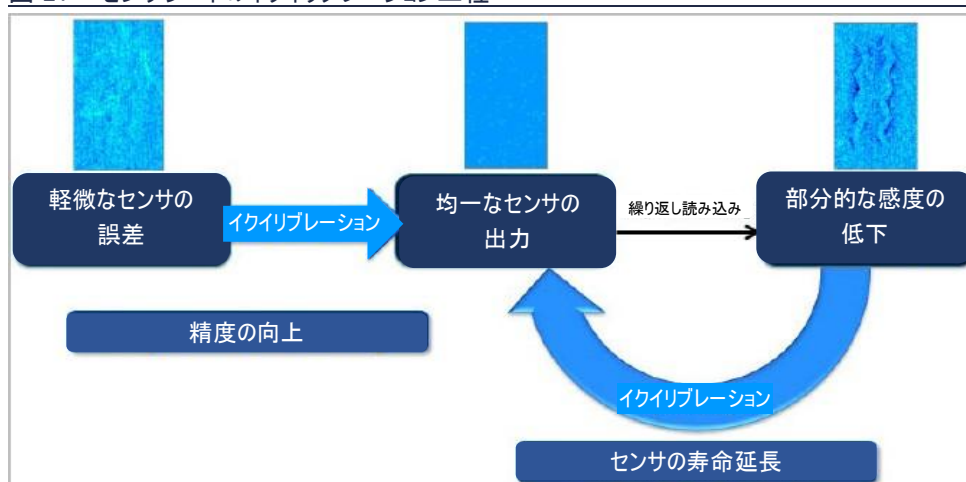 軽微なセンサの
誤差
イクイリブレーション
均一なセンサの
出力
繰り返し読み込み
部分的な感度の
低下
精度の向上
イクイリブレーション
センサの寿命延長